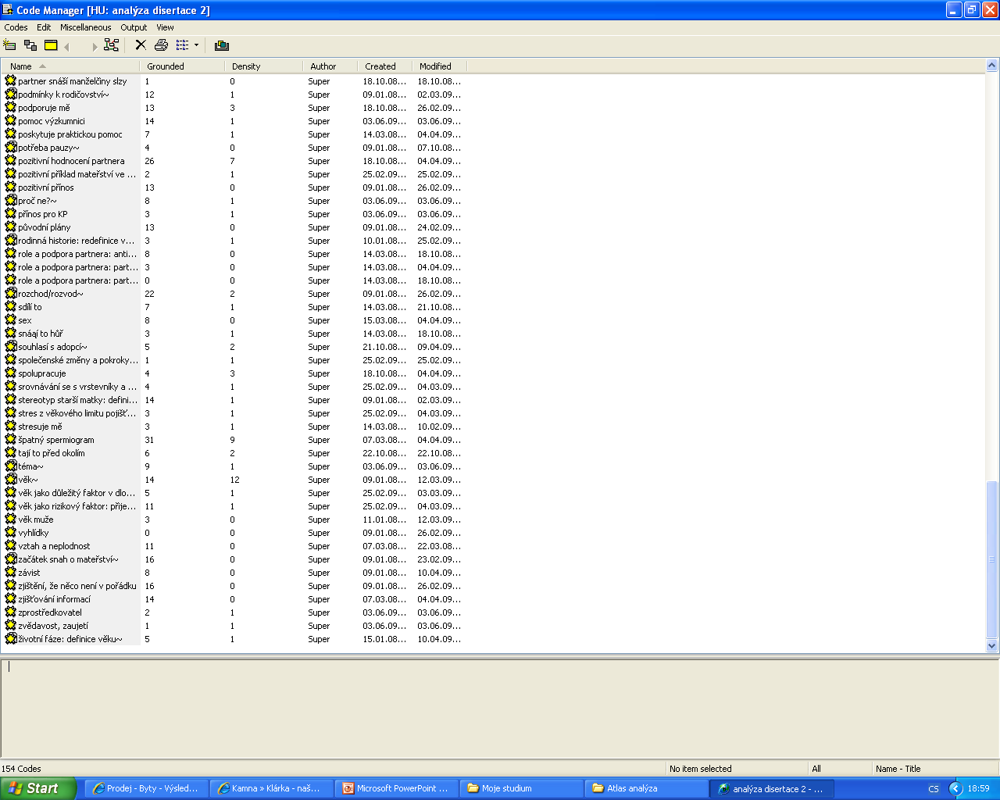 Code Manager [HU: analýza disertace 2]
Codes Edit Miscellaneous Output View
Name Grounded Density Author Created Modified
partner snáší manželčiny slzy 1 0 Super 18.10.08... 18.10.08...
podmínky k rodičovství~ 12 1 Super 09.01.08... 02.03.09...
podporuje mě 13 3 Super 18.10.08... 26.02.09...
pomoc výzkumnici 14 1 Super 03.06.09... 03.06.09...
poskytuje praktickou pomoc 7 1 Super 14.03.08... 04.04.09...
potřeba pauzy~ 4 0 Super 09.01.08... 07.10.08...
pozitivní hodnocení partnera 26 7 Super 18.10.08... 04.04.09...
pozitivní příklad mateřství ve ... 2 1 Super 25.02.09... 25.02.09...
pozitivní přínos 13 0 Super 09.01.08... 26.02.09...
proč ne?~ 8 1 Super 03.06.09... 03.06.09...
přínos pro KP 3 1 Super 03.06.09... 03.06.09...
původní plány 13 0 Super 09.01.08... 24.02.09...
rodinná historie: redefinice v... 3 1 Super 10.01.08... 25.02.09...
role a podpora partnera: anti... 8 0 Super 14.03.08... 18.10.08...
role a podpora partnera: part... 3 0 Super 14.03.08... 04.04.09...
role a podpora partnera: part... 0 0 Super 14.03.08... 18.10.08...
rozchod/rozvod~ 22 2 Super 09.01.08... 26.02.09...
sdílí to 7 1 Super 14.03.08... 21.10.08...
sex 8 0 Super 15.03.08... 04.04.09...
snáąí to hůř 3 1 Super 14.03.08... 18.10.08...
souhlasí s adopcí~ 5 2 Super 21.10.08... 09.04.09...
společenské změny a pokroky... 1 1 Super 25.02.09... 25.02.09...
spolupracuje 4 3 Super 18.10.08... 04.04.09...
srovnávání se s vrstevníky a ... 4 1 Super 25.02.09... 04.03.09...
stereotyp starší matky: defini... 14 1 Super 09.01.08... 02.03.09...
stres z věkového limitu pojišť... 3 1 Super 25.02.09... 04.03.09...
stresuje mě 3 1 Super 14.03.08... 10.02.09...
špatný spermiogram 31 9 Super 07.03.08... 04.04.09...
tají to před okolím 6 2 Super 22.10.08... 22.10.08...
téma~ 9 1 Super 03.06.09... 03.06.09...
věk~ 14 12 Super 09.01.08... 12.03.09...
věk jako důležitý faktor v dlo... 5 1 Super 25.02.09... 03.03.09...
věk jako rizikový faktor: přije... 11 1 Super 25.02.09... 04.03.09...
věk muže 3 0 Super 11.01.08... 12.03.09...
vyhlídky 0 0 Super 09.01.08... 26.02.09...
vztah a neplodnost 11 0 Super 07.03.08... 22.03.08...
začátek snah o mateřství~ 16 0 Super 09.01.08... 23.02.09...
závist 8 0 Super 09.01.08... 10.04.09...
zjištění, že něco není v pořádku 16 0 Super 09.01.08... 26.02.09...
zjišťování informací 14 0 Super 07.03.08... 04.04.09...
zprostředkovatel 2 1 Super 03.06.09... 03.06.09...
zvědavost, zaujetí 1 1 Super 03.06.09... 03.06.09...
životní fáze: definice věku~ 5 1 Super 15.01.08... 10.04.09...
154 Codes No item selected All Name - Title
Start Prodej - Byty - Výsled... Kamna » Klárka - naš... Microsoft PowerPoint ... Moje studium Atlas analýza analýza disertace 2 - ... CS 18:59